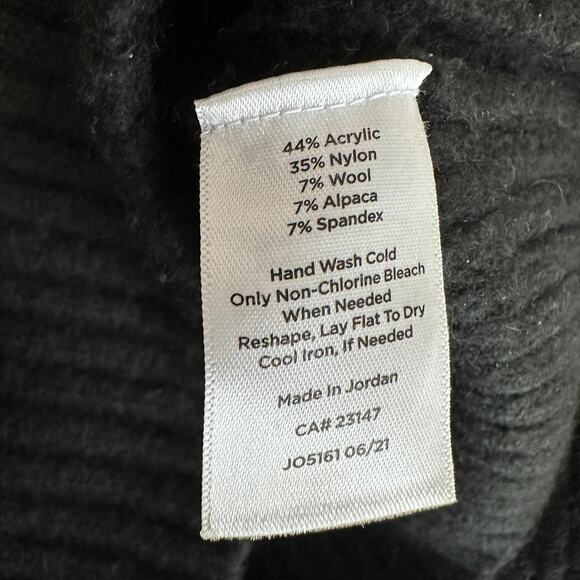 44% Acrylic
35% Nylon
7% Wool
7% Alpaca
7% Spandex
Hand Wash Cold
Only Non-Chlorine Bleach
When Needed
Reshape, Lay Flat To Dry
Cool Iron, If Needed
Made In Jordan
CA# 23147
JO5161 06/21